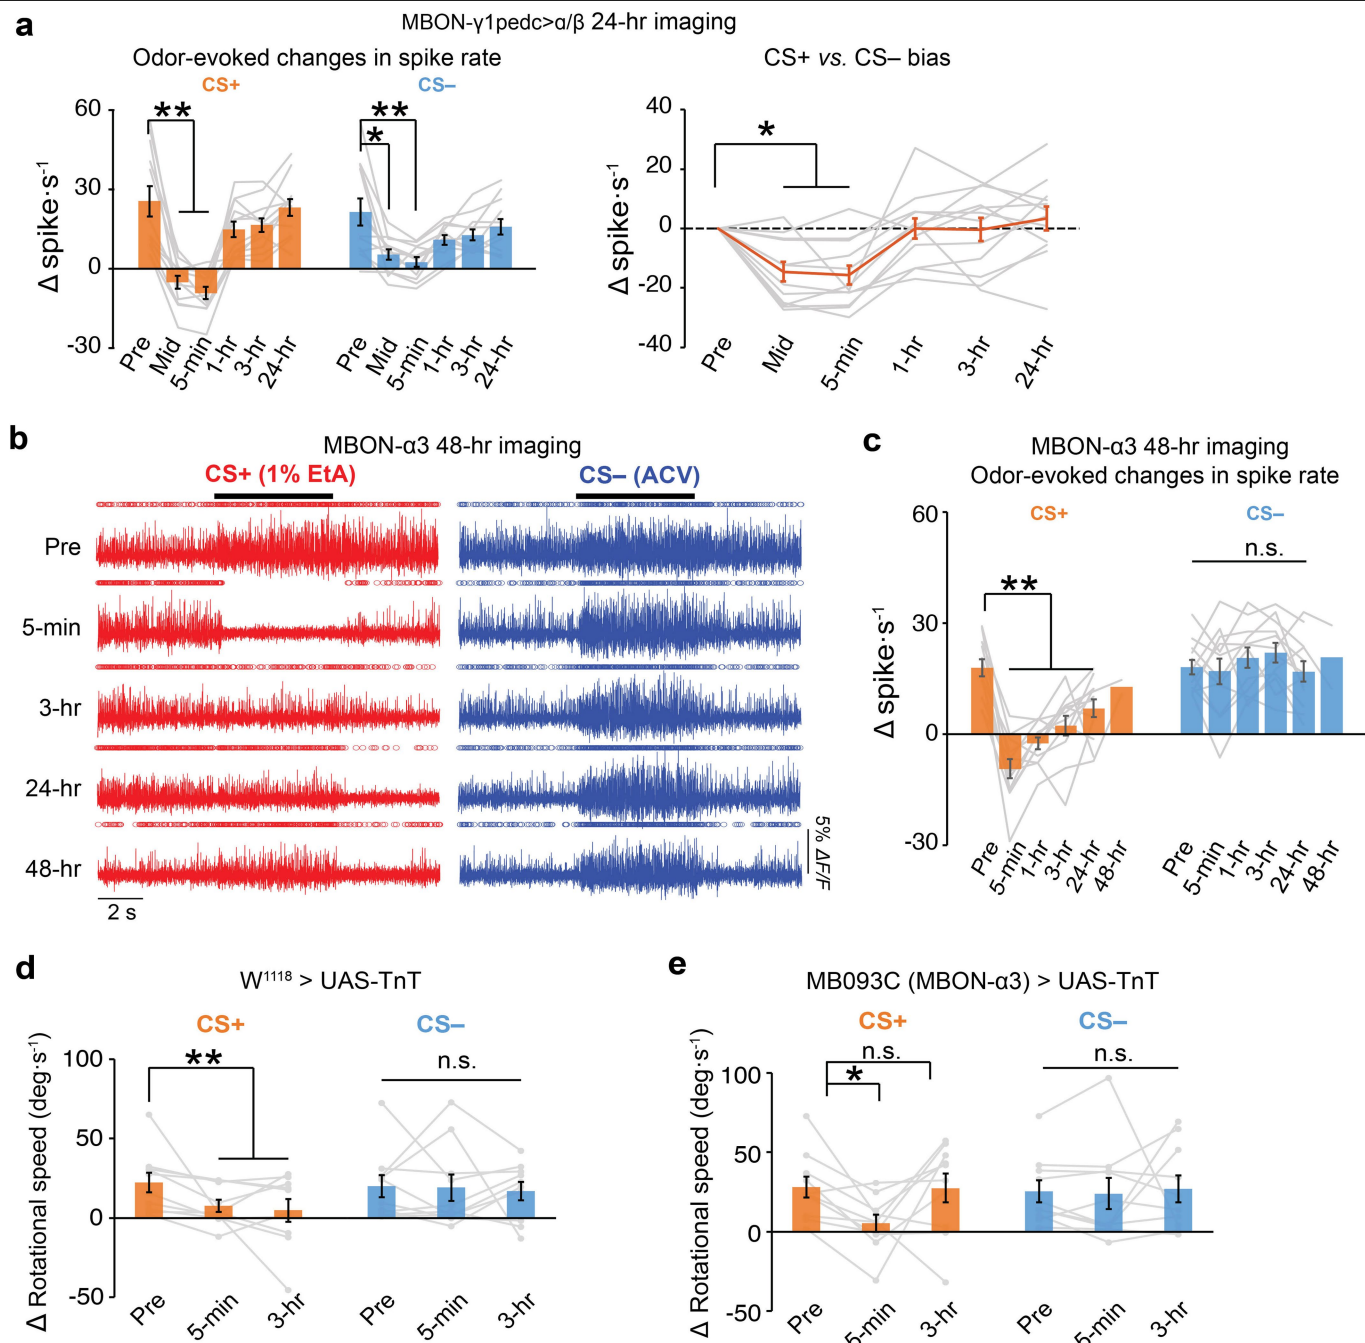 a
MBON-γ1pedc>α/β 24-hr imaging
Odor-evoked changes in spike rate
CS+
CS–
Δ spike·s⁻¹
60
30
0
-30
**
**
*
Pre
Mid
5-min
1-hr
3-hr
24-hr
Pre
Mid
5-min
1-hr
3-hr
24-hr
CS+ vs. CS– bias
Δ spike·s⁻¹
40
20
0
-20
-40
*
Pre
Mid
5-min
1-hr
3-hr
24-hr
b
MBON-α3 48-hr imaging
CS+ (1% EtA)
CS– (ACV)
Pre
5-min
3-hr
24-hr
48-hr
5% ΔF/F
2 s
c
MBON-α3 48-hr imaging
Odor-evoked changes in spike rate
CS+
CS–
Δ spike·s⁻¹
60
30
0
-30
**
n.s.
Pre
5-min
1-hr
3-hr
24-hr
48-hr
Pre
5-min
1-hr
3-hr
24-hr
48-hr
d
W¹¹¹⁸ > UAS-TnT
CS+
CS–
Δ Rotational speed (deg·s⁻¹)
100
50
0
-50
**
n.s.
Pre
5-min
3-hr
Pre
5-min
3-hr
e
MB093C (MBON-α3) > UAS-TnT
CS+
CS–
Δ Rotational speed (deg·s⁻¹)
100
50
0
-50
n.s.
*
n.s.
Pre
5-min
3-hr
Pre
5-min
3-hr